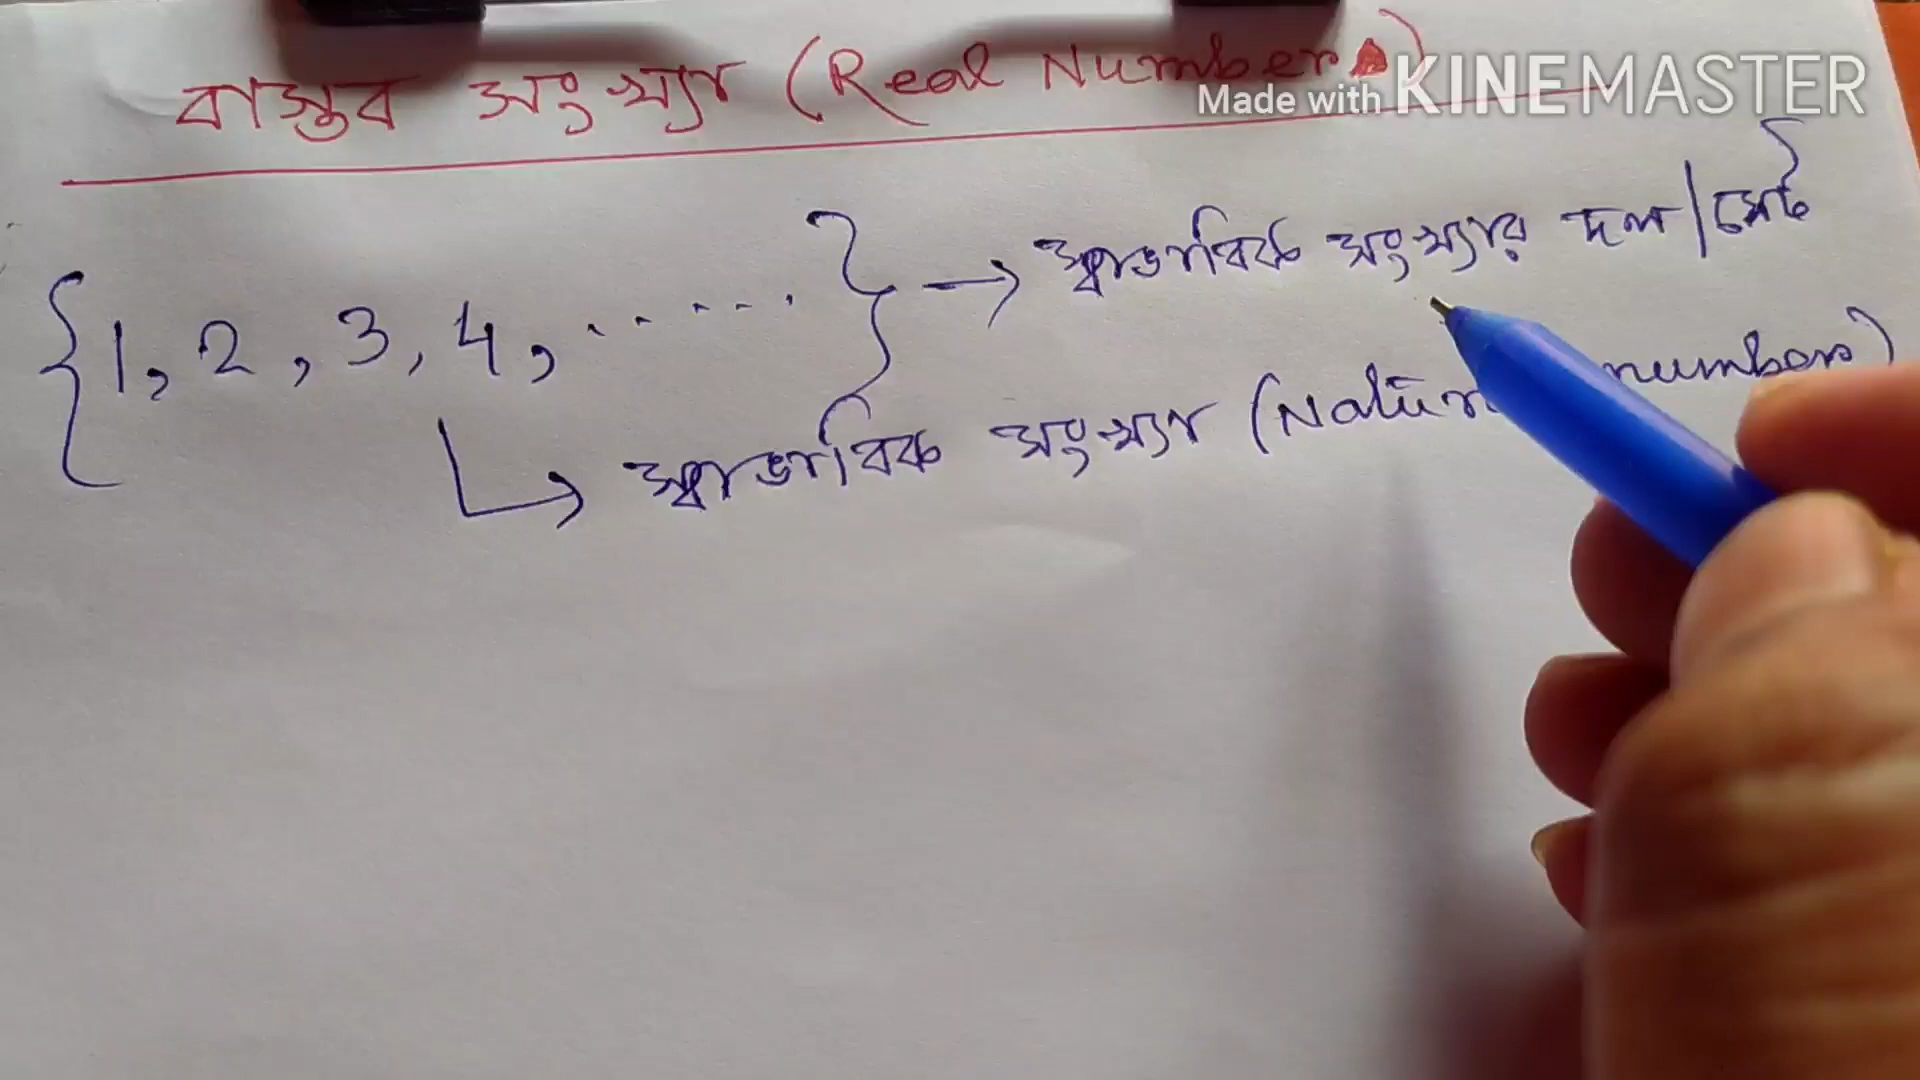 বাস্তব সংখ্যা (Real Number)
Made with KINEMASTER
{1, 2, 3, 4, ........} → স্বাভাবিক সংখ্যার দল/সেট
↳ স্বাভাবিক সংখ্যা (Natur number)